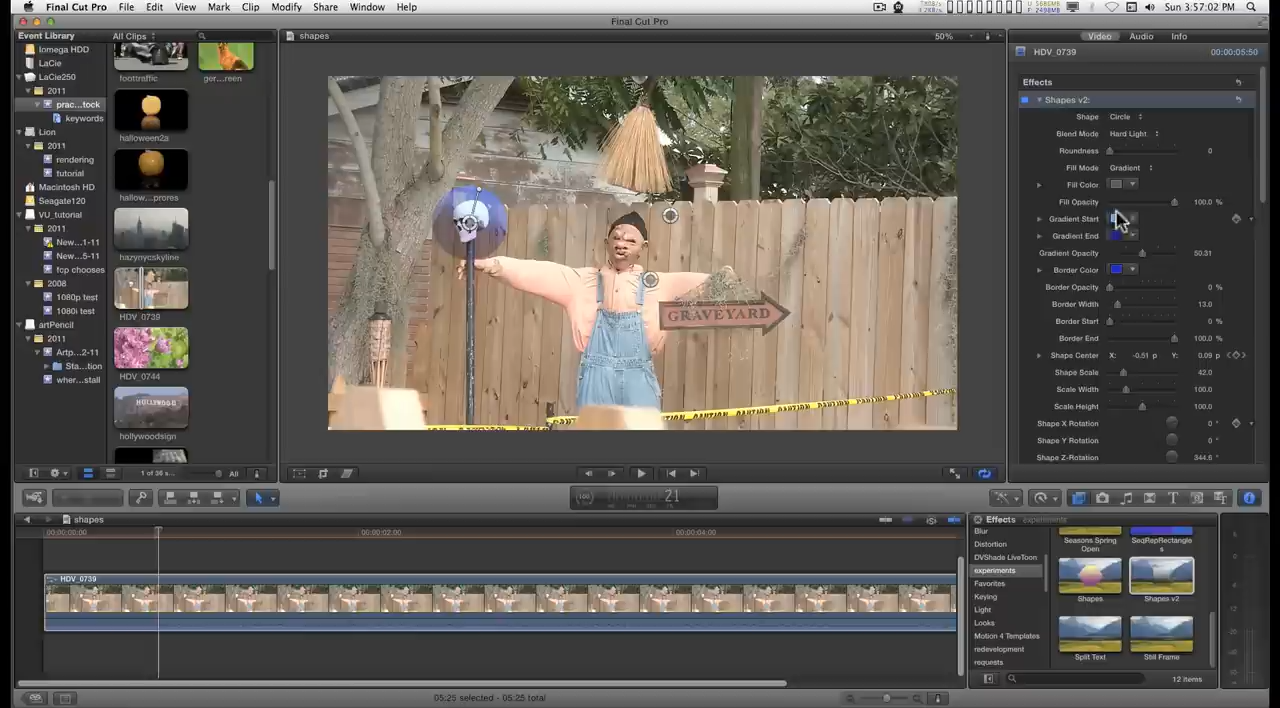 Final Cut Pro File Edit View Mark Clip Modify Share Window Help
Sun 3:57:02 PM
Final Cut Pro
Event Library
All Clips
shapes
50%
Video Audio Info
Iomega HDD
LaCie
LaCie250
2011
prac...tock
keywords
Lion
2011
rendering
tutorial
Macintosh HD
Seagate120
VU_tutorial
2011
New...1-11
New...5-11
top chooses
2008
1080p test
1080i test
artPencil
2011
Artp...2-11
Sta...tion
wher...stall
foottraffic
ger...reen
halloween2a
hallow...prores
hazynycskyline
HDV_0739
HDV_0744
HOLLYWOOD
hollywoodsign
GRAVEYARD
CAUTION CAUTION CAUTION
HDV_0739
00:00:05:50
Effects
Shapes v2:
Shape Circle
Blend Mode Hard Light
Roundness 0
Fill Mode Gradient
Fill Color
Fill Opacity 100.0 %
Gradient Start
Gradient End
Gradient Opacity 50.31
Border Color
Border Opacity 0 %
Border Width 13.0
Border Start 0 %
Border End 100.0 %
Shape Center X: -0.51 p Y: 0.09 p
Shape Scale 42.0
Scale Width 100.0
Scale Height 100.0
Shape X Rotation 0 °
Shape Y Rotation 0 °
Shape Z-Rotation 344.6 °
1 of 36 s...
All
100
21
shapes
00:00:00:00
00:00:02:00
00:00:04:00
HDV_0739
Effects experiments
Blur
Distortion
DVShade LiveToon
experiments
Favorites
Keying
Light
Looks
Motion 4 Templates
redevelopment
requests
Seasons Spring Open
SeqRepRectangles
Shapes
Shapes v2
Split Text
Still Frame
12 items
05:25 selected - 05:25 total